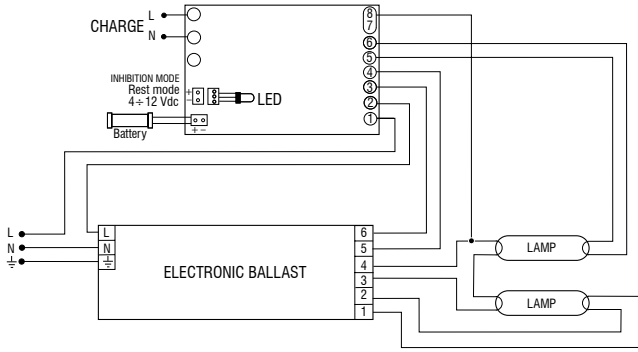 CHARGE
L
N
INHIBITION MODE
Rest mode
4÷12 Vdc
+
-
LED
Battery
+ -
8
7
6
5
4
3
2
1
L
N
L
N
ELECTRONIC BALLAST
6
5
4
3
2
1
LAMP
LAMP